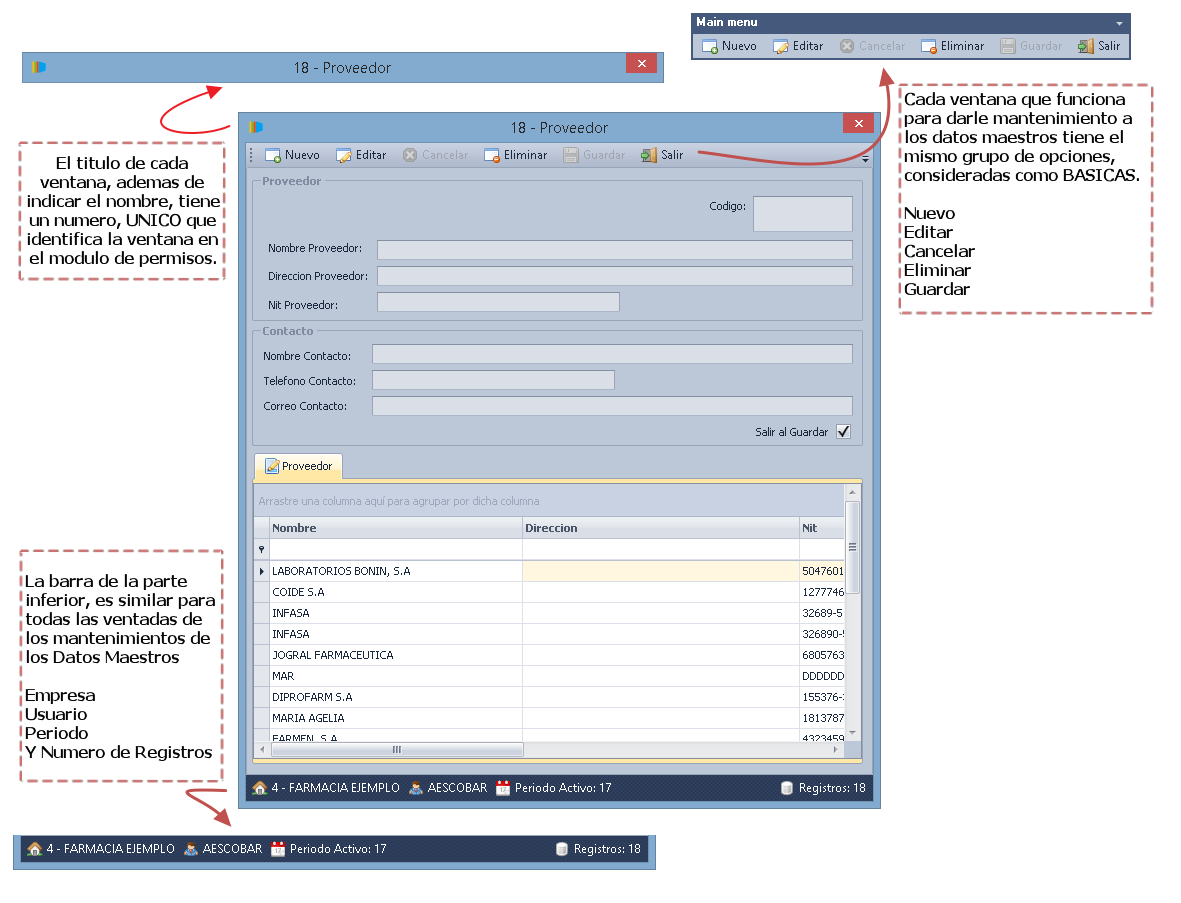 Main menu
Nuevo Editar Cancelar Eliminar Guardar Salir
18 - Proveedor
El titulo de cada
ventana, ademas de
indicar el nombre, tiene
un numero, UNICO que
identifica la ventana en
el modulo de permisos.
Cada ventana que funciona
para darle mantenimiento a
los datos maestros tiene el
mismo grupo de opciones,
consideradas como BASICAS.
Nuevo
Editar
Cancelar
Eliminar
Guardar
18 - Proveedor
Nuevo Editar Cancelar Eliminar Guardar Salir
Proveedor
Codigo:
Nombre Proveedor:
Direccion Proveedor:
Nit Proveedor:
Contacto
Nombre Contacto:
Telefono Contacto:
Correo Contacto:
Salir al Guardar
Proveedor
Arrastre una columna aquí para agrupar por dicha columna
Nombre Direccion Nit
LABORATORIOS BONIN, S.A 5047601
COIDE S.A 1277746
INFASA 32689-5
INFASA 326890-5
JOGRAL FARMACEUTICA 6805763
MAR DDDDDD
DIPROFARM S.A 155376-
MARIA AGELIA 1813787
FARMEN, S.A 4323459
4 - FARMACIA EJEMPLO AESCOBAR Periodo Activo: 17 Registros: 18
La barra de la parte
inferior, es similar para
todas las ventadas de
los mantenimientos de
los Datos Maestros
Empresa
Usuario
Periodo
Y Numero de Registros
4 - FARMACIA EJEMPLO AESCOBAR Periodo Activo: 17 Registros: 18